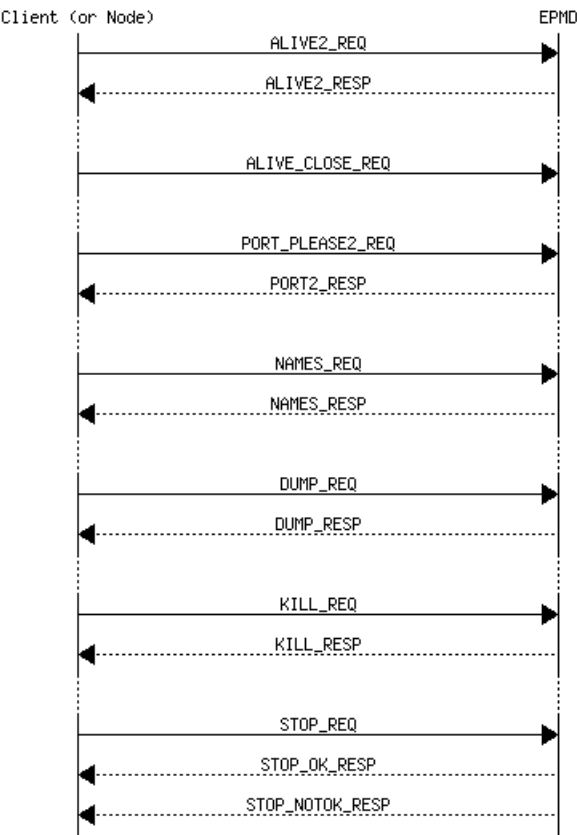 Client (or Node) EPMD
ALIVE2_REQ
ALIVE2_RESP
ALIVE_CLOSE_REQ
PORT_PLEASE2_REQ
PORT2_RESP
NAMES_REQ
NAMES_RESP
DUMP_REQ
DUMP_RESP
KILL_REQ
KILL_RESP
STOP_REQ
STOP_OK_RESP
STOP_NOTOK_RESP